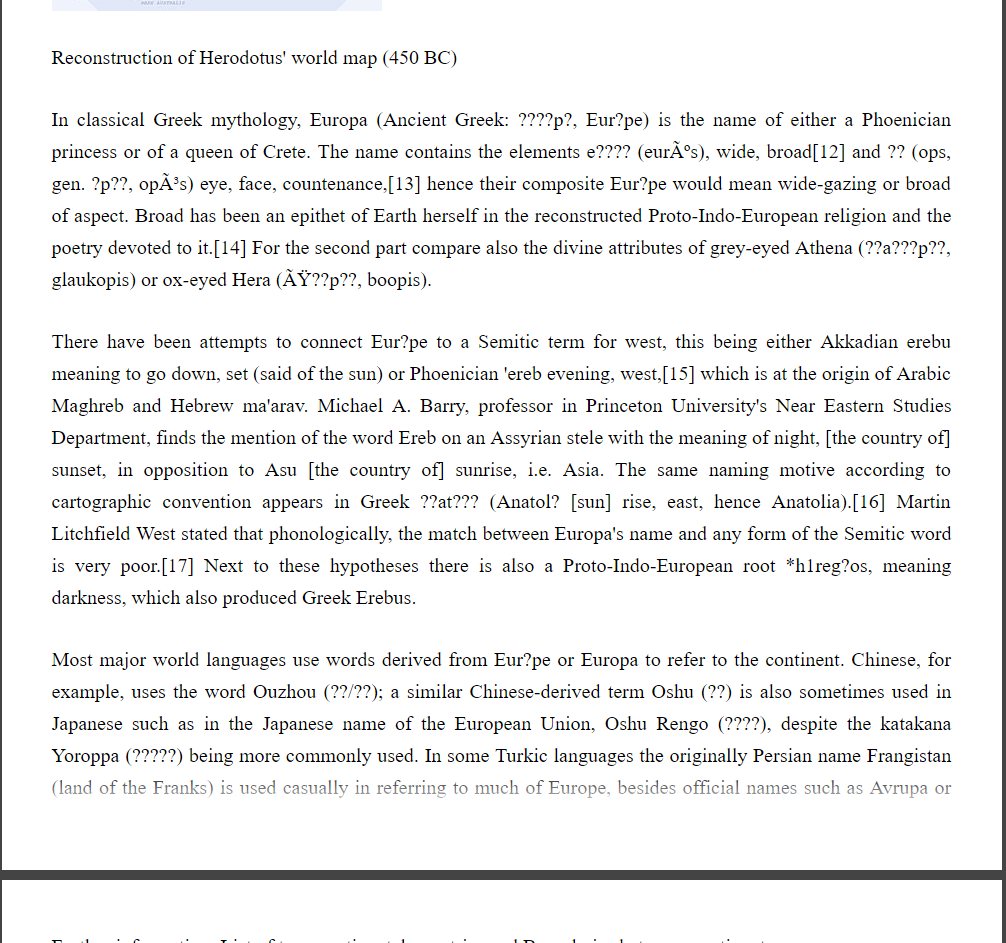 Reconstruction of Herodotus' world map (450 BC)
In classical Greek mythology, Europa (Ancient Greek: ????p?, Eur?pe) is the name of either a Phoenician
princess or of a queen of Crete. The name contains the elements e???? (eurÃºs), wide, broad[12] and ?? (ops,
gen. ?p??, opÃ³s) eye, face, countenance,[13] hence their composite Eur?pe would mean wide-gazing or broad
of aspect. Broad has been an epithet of Earth herself in the reconstructed Proto-Indo-European religion and the
poetry devoted to it.[14] For the second part compare also the divine attributes of grey-eyed Athena (??a???p??,
glaukopis) or ox-eyed Hera (ÃŸ??p??, boopis).
There have been attempts to connect Eur?pe to a Semitic term for west, this being either Akkadian erebu
meaning to go down, set (said of the sun) or Phoenician 'ereb evening, west,[15] which is at the origin of Arabic
Maghreb and Hebrew ma'arav. Michael A. Barry, professor in Princeton University's Near Eastern Studies
Department, finds the mention of the word Ereb on an Assyrian stele with the meaning of night, [the country of]
sunset, in opposition to Asu [the country of] sunrise, i.e. Asia. The same naming motive according to
cartographic convention appears in Greek ??at??? (Anatol? [sun] rise, east, hence Anatolia).[16] Martin
Litchfield West stated that phonologically, the match between Europa's name and any form of the Semitic word
is very poor.[17] Next to these hypotheses there is also a Proto-Indo-European root *h1reg?os, meaning
darkness, which also produced Greek Erebus.
Most major world languages use words derived from Eur?pe or Europa to refer to the continent. Chinese, for
example, uses the word Ouzhou (??/??); a similar Chinese-derived term Oshu (??) is also sometimes used in
Japanese such as in the Japanese name of the European Union, Oshu Rengo (????), despite the katakana
Yoroppa (?????) being more commonly used. In some Turkic languages the originally Persian name Frangistan
(land of the Franks) is used casually in referring to much of Europe, besides official names such as Avrupa or